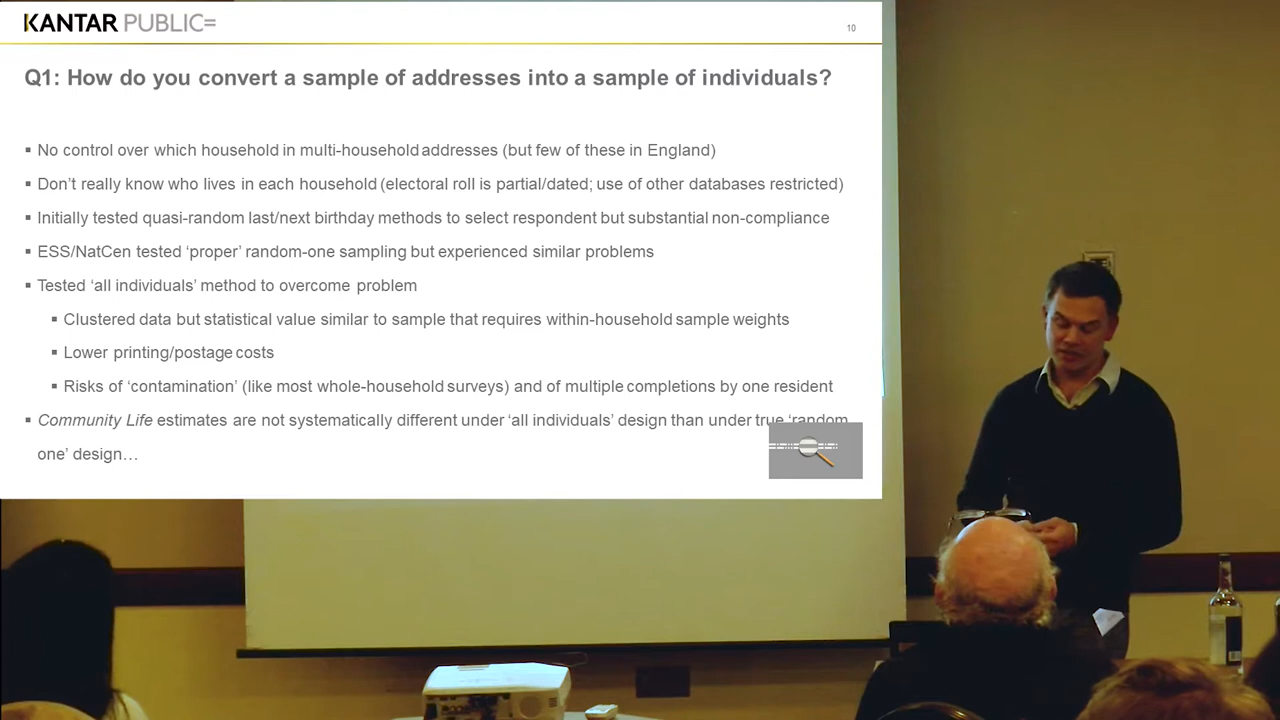 KANTAR PUBLIC=
10
Q1: How do you convert a sample of addresses into a sample of individuals?
▪ No control over which household in multi-household addresses (but few of these in England)
▪ Don't really know who lives in each household (electoral roll is partial/dated; use of other databases restricted)
▪ Initially tested quasi-random last/next birthday methods to select respondent but substantial non-compliance
▪ ESS/NatCen tested 'proper' random-one sampling but experienced similar problems
▪ Tested 'all individuals' method to overcome problem
▪ Clustered data but statistical value similar to sample that requires within-household sample weights
▪ Lower printing/postage costs
▪ Risks of 'contamination' (like most whole-household surveys) and of multiple completions by one resident
▪ Community Life estimates are not systematically different under 'all individuals' design than under true 'random
one' design…